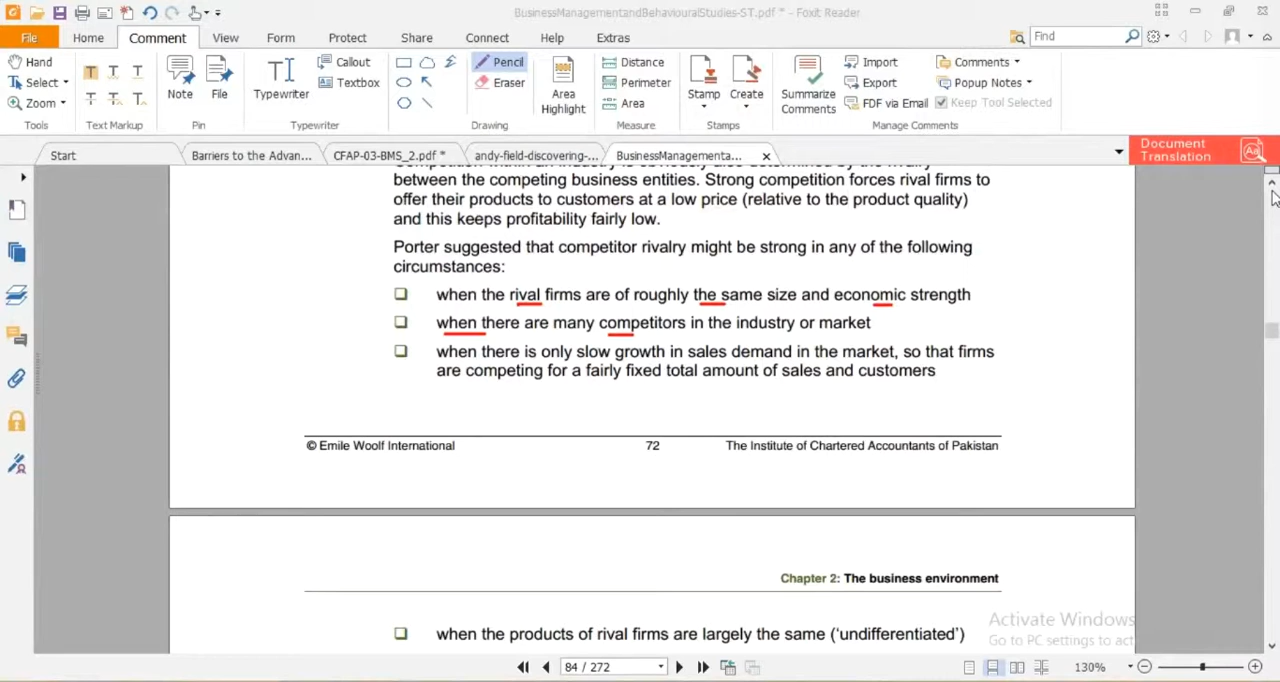 BusinessManagementandBehaviouralStudies-ST.pdf * - Foxit Reader
File Home Comment View Form Protect Share Connect Help Extras Find
Hand Callout Pencil Distance Import Comments
Select Textbox Eraser Perimeter Export Popup Notes
Zoom Note File Typewriter Area Highlight Area Stamp Create Summarize Comments FDF via Email Keep Tool Selected
Tools Text Markup Pin Typewriter Drawing Measure Stamps Manage Comments
Start Barriers to the Advan... CFAP-03-BMS_2.pdf * andy-field-discovering-... BusinessManagementa... Document Translation
between the competing business entities. Strong competition forces rival firms to
offer their products to customers at a low price (relative to the product quality)
and this keeps profitability fairly low.
Porter suggested that competitor rivalry might be strong in any of the following
circumstances:
when the rival firms are of roughly the same size and economic strength
when there are many competitors in the industry or market
when there is only slow growth in sales demand in the market, so that firms
are competing for a fairly fixed total amount of sales and customers
© Emile Woolf International 72 The Institute of Chartered Accountants of Pakistan
Chapter 2: The business environment
Activate Windows
when the products of rival firms are largely the same (‘undifferentiated’)
Go to PC settings to act
84 / 272 130%